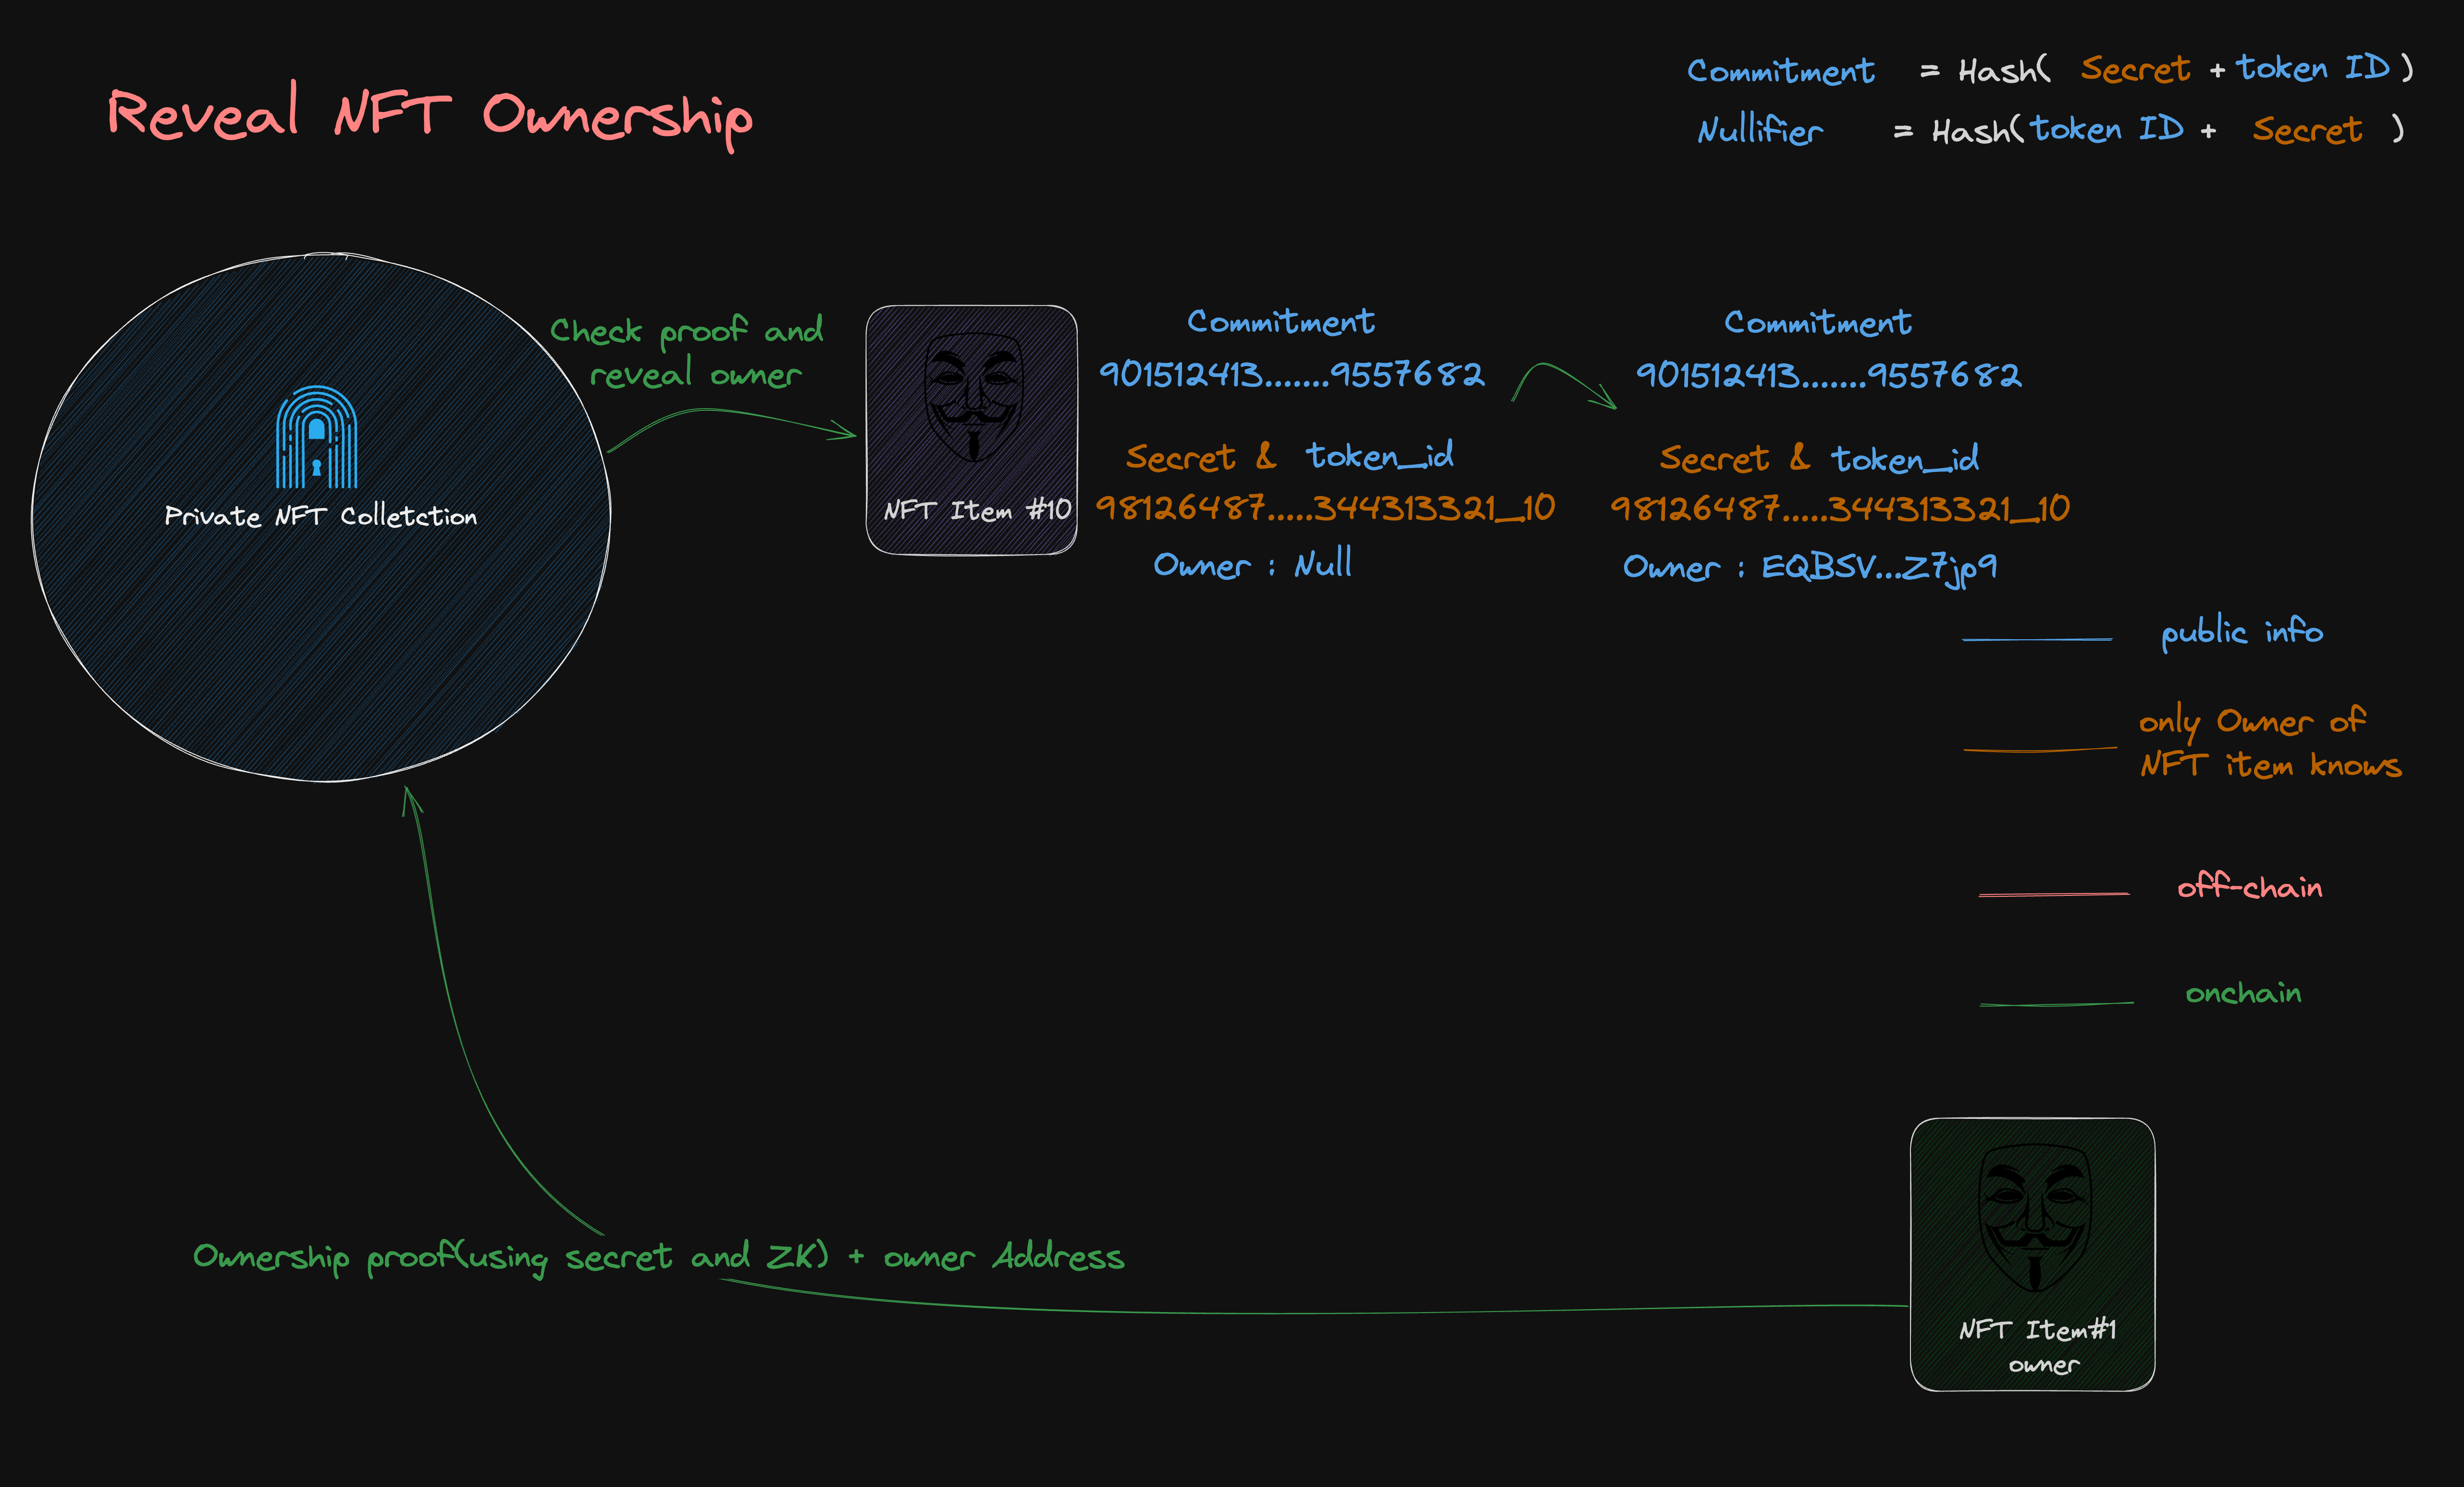 Reveal NFT Ownership
Commitment = Hash( Secret + token ID )
Nullifier = Hash( token ID + Secret )
Check proof and
reveal owner
Private NFT Colletction
NFT Item #10
Commitment
901512413.......9557682
Secret & token_id
98126487.....344313321_10
Owner : Null
Commitment
901512413.......9557682
Secret & token_id
98126487.....344313321_10
Owner : EQBSV...Z7jp9
public info
only Owner of
NFT item knows
off-chain
onchain
Ownership proof(using secret and ZK) + owner Address
NFT Item#1
owner